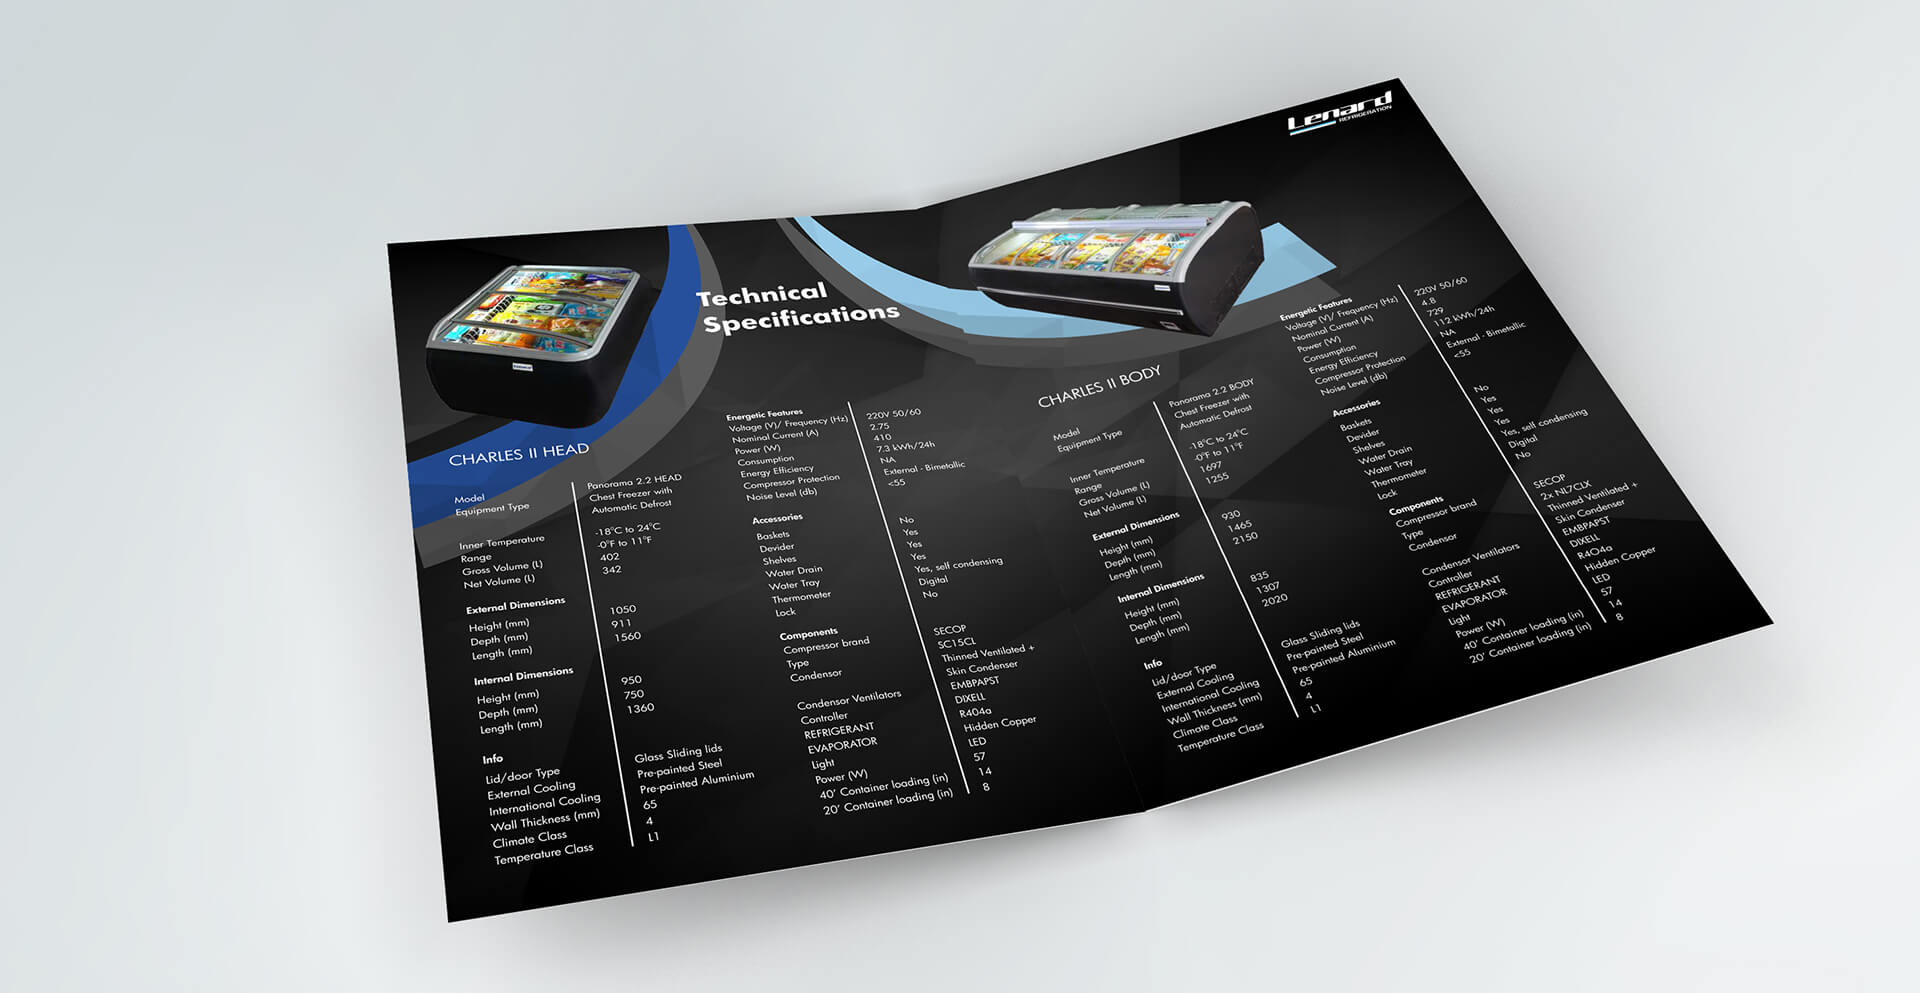 Lenard
REFRIGERATION
Technical
Specifications
CHARLES II HEAD
Model Panorama 2.2 HEAD
Equipment Type Chest Freezer with
Automatic Defrost
Inner Temperature -18°C to 24°C
Range -0°F to 11°F
Gross Volume (L) 402
Net Volume (L) 342
External Dimensions
Height (mm) 1050
Depth (mm) 911
Length (mm) 1560
Internal Dimensions
Height (mm) 950
Depth (mm) 750
Length (mm) 1360
Info
Lid/door Type Glass Sliding lids
External Cooling Pre-painted Steel
International Cooling Pre-painted Aluminium
Wall Thickness (mm) 65
Climate Class 4
Temperature Class L1
Energetic Features
Voltage (V)/ Frequency (Hz) 220V 50/60
Nominal Current (A) 2.75
Power (W) 410
Consumption 7.3 kWh/24h
Energy Efficiency NA
Compressor Protection External - Bimetallic
Noise Level (db) <55
Accessories
Baskets No
Devider Yes
Shelves Yes
Water Drain Yes
Water Tray Yes, self condensing
Thermometer Digital
Lock No
Components
Compressor brand SECOP
Type SC15CL
Condensor Thinned Ventilated +
Skin Condenser
Condensor Ventilators EMBPAPST
Controller DIXELL
REFRIGERANT R404a
EVAPORATOR Hidden Copper
Light LED
Power (W) 57
40' Container loading (in) 14
20' Container loading (in) 8
CHARLES II BODY
Model Panorama 2.2 BODY
Equipment Type Chest Freezer with
Automatic Defrost
Inner Temperature -18°C to 24°C
Range -0°F to 11°F
Gross Volume (L) 1697
Net Volume (L) 1255
External Dimensions
Height (mm) 930
Depth (mm) 1465
Length (mm) 2150
Internal Dimensions
Height (mm) 835
Depth (mm) 1307
Length (mm) 2020
Info
Lid/door Type Glass Sliding lids
External Cooling Pre-painted Steel
International Cooling Pre-painted Aluminium
Wall Thickness (mm) 65
Climate Class 4
Temperature Class L1
Energetic Features
Voltage (V)/ Frequency (Hz) 220V 50/60
Nominal Current (A) 4.8
Power (W) 729
Consumption 112 kWh/24h
Energy Efficiency NA
Compressor Protection External - Bimetallic
Noise Level (db) <55
Accessories
Baskets No
Devider Yes
Shelves Yes
Water Drain Yes
Water Tray Yes, self condensing
Thermometer Digital
Lock No
Components
Compressor brand SECOP
Type 2x NL7CLX
Condensor Thinned Ventilated +
Skin Condenser
Condensor Ventilators EMBPAPST
Controller DIXELL
REFRIGERANT R4O4a
EVAPORATOR Hidden Copper
Light LED
Power (W) 57
40' Container loading (in) 14
20' Container loading (in) 8